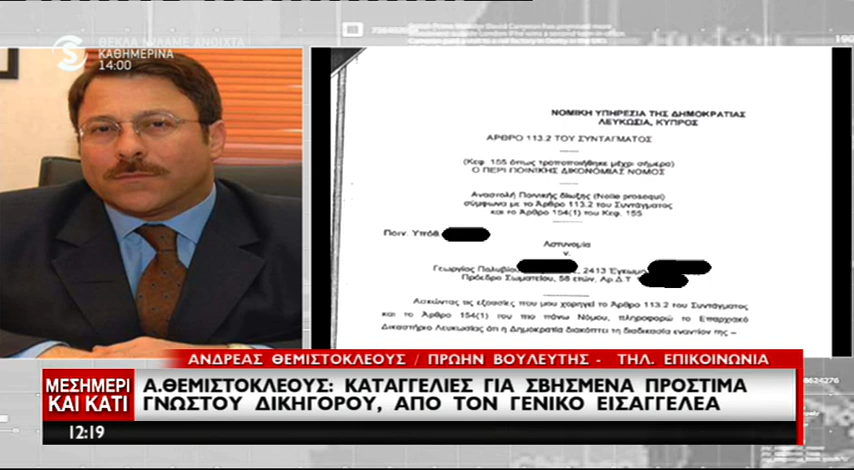 ΘΕΚΛΑ ΜΙΛΑΜΕ ΑΝΟΙΧΤΑ
ΚΑΘΗΜΕΡΙΝΑ
14:00
ΝΟΜΙΚΗ ΥΠΗΡΕΣΙΑ ΤΗΣ ΔΗΜΟΚΡΑΤΙΑΣ
ΛΕΥΚΩΣΙΑ, ΚΥΠΡΟΣ
ΑΡΘΡΟ 113.2 ΤΟΥ ΣΥΝΤΑΓΜΑΤΟΣ
(Κεφ. 155 όπως τροποποιήθηκε μέχρι σήμερα)
Ο ΠΕΡΙ ΠΟΙΝΙΚΗΣ ΔΙΚΟΝΟΜΙΑΣ ΝΟΜΟΣ
Αναστολή Ποινικής δίωξης (Nolle prosequi)
σύμφωνα με το Άρθρο 113.2 του Συντάγματος
και το Άρθρο 154(1) του Κεφ. 155
Ποιν. Υπόθ.
Αστυνομία
v.
Γεώργιος Πολυβίου 2413 Έγκωμη
Πρόεδρο Σωματείου, 58 ετών, Αρ.Δ.Τ
Ασκώντας τις εξουσίες που μου χορηγεί το Άρθρο 113.2 του Συντάγματος
και το Άρθρο 154(1) του πιο πάνω Νόμου, πληροφορώ το Επαρχιακό
Δικαστήριο Λευκωσίας ότι η Δημοκρατία διακόπτει τη διαδικασία εναντίον της –
ΑΝΔΡΕΑΣ ΘΕΜΙΣΤΟΚΛΕΟΥΣ / ΠΡΩΗΝ ΒΟΥΛΕΥΤΗΣ - ΤΗΛ. ΕΠΙΚΟΙΝΩΝΙΑ
ΜΕΣΗΜΕΡΙ
ΚΑΙ ΚΑΤΙ
Α.ΘΕΜΙΣΤΟΚΛΕΟΥΣ: ΚΑΤΑΓΓΕΛΙΕΣ ΓΙΑ ΣΒΗΣΜΕΝΑ ΠΡΟΣΤΙΜΑ
ΓΝΩΣΤΟΥ ΔΙΚΗΓΟΡΟΥ, ΑΠΟ ΤΟΝ ΓΕΝΙΚΟ ΕΙΣΑΓΓΕΛΕΑ
12:19